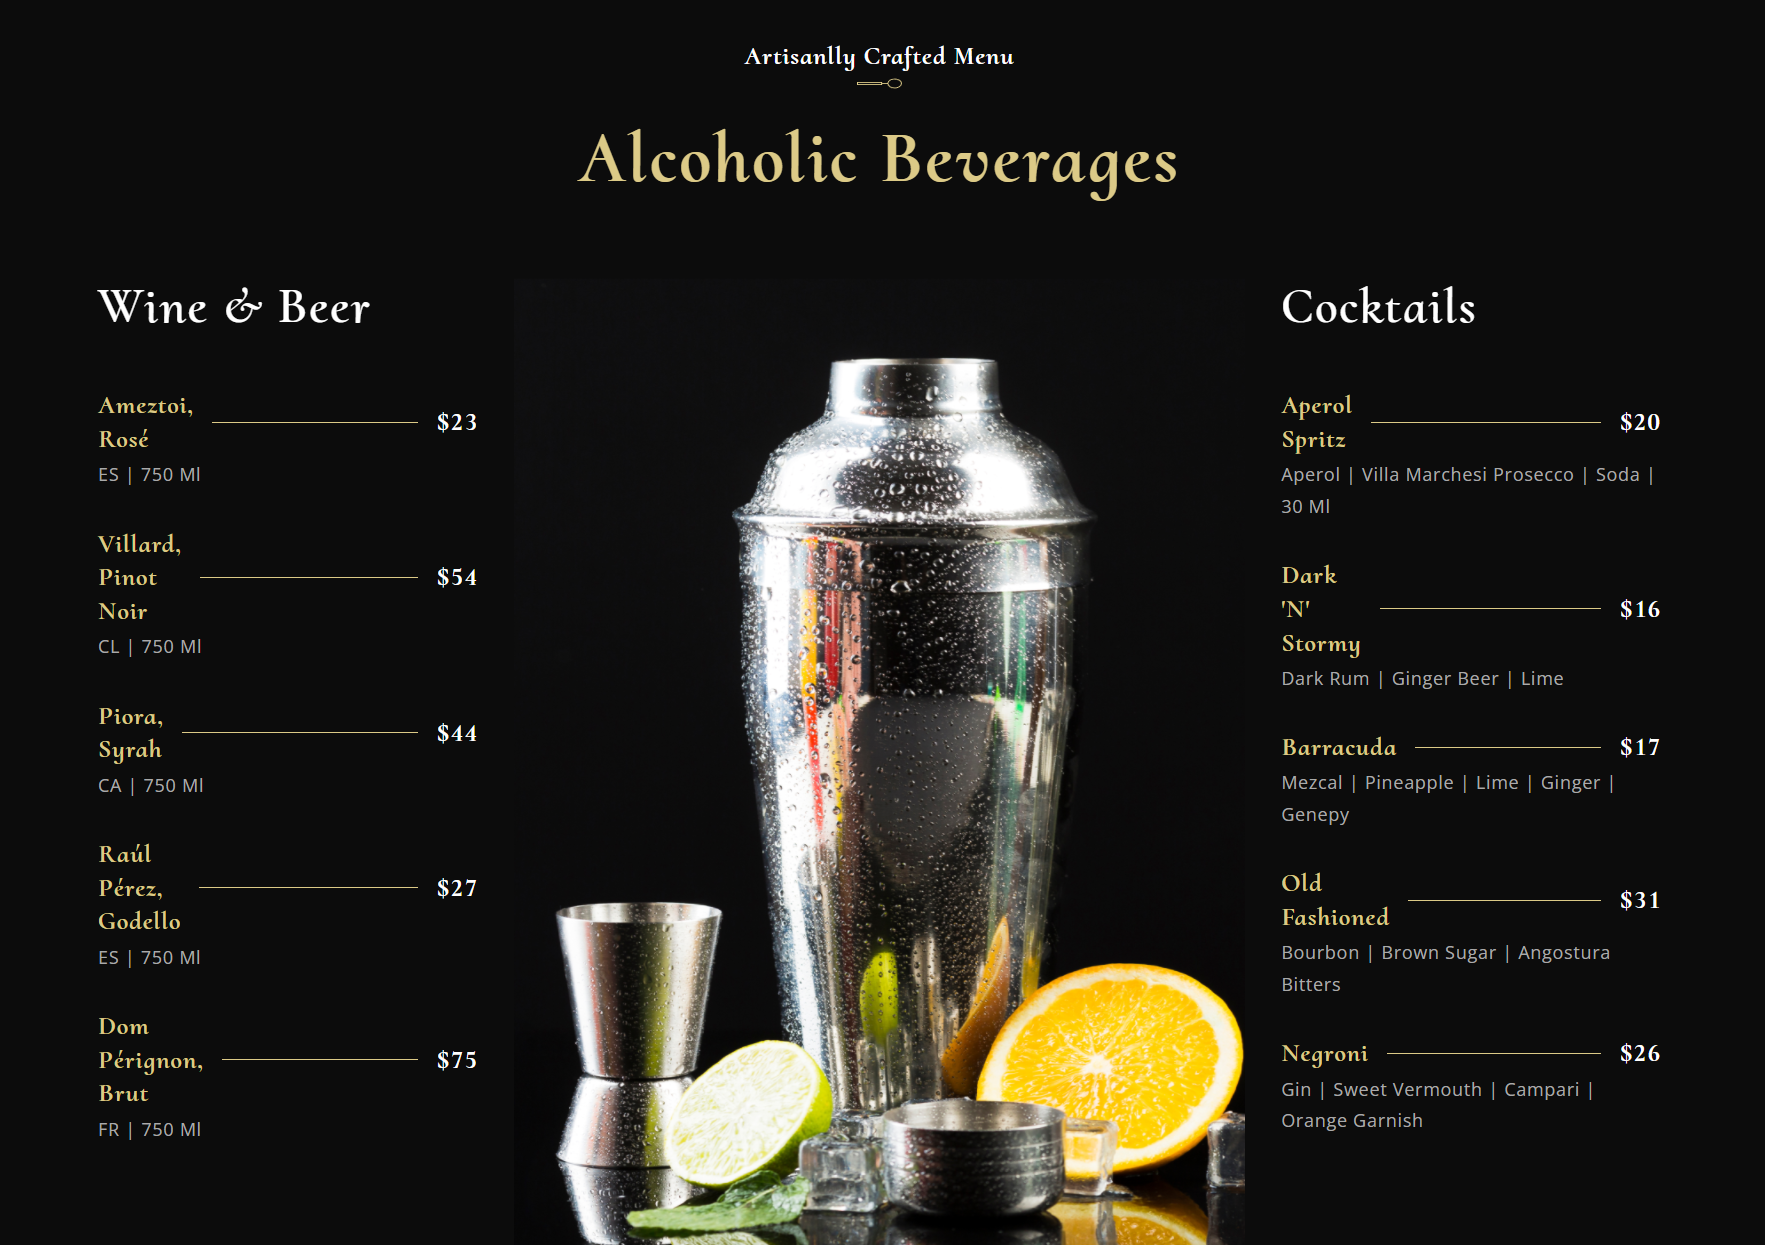 Artisanlly Crafted Menu
Alcoholic Beverages
Wine & Beer
Ameztoi,
Rosé
$23
ES | 750 Ml
Villard,
Pinot
Noir
$54
CL | 750 Ml
Piora,
Syrah
$44
CA | 750 Ml
Raúl
Pérez,
Godello
$27
ES | 750 Ml
Dom
Pérignon,
Brut
$75
FR | 750 Ml
Cocktails
Aperol
Spritz
$20
Aperol | Villa Marchesi Prosecco | Soda |
30 Ml
Dark
'N'
Stormy
$16
Dark Rum | Ginger Beer | Lime
Barracuda
$17
Mezcal | Pineapple | Lime | Ginger |
Genepy
Old
Fashioned
$31
Bourbon | Brown Sugar | Angostura
Bitters
Negroni
$26
Gin | Sweet Vermouth | Campari |
Orange Garnish